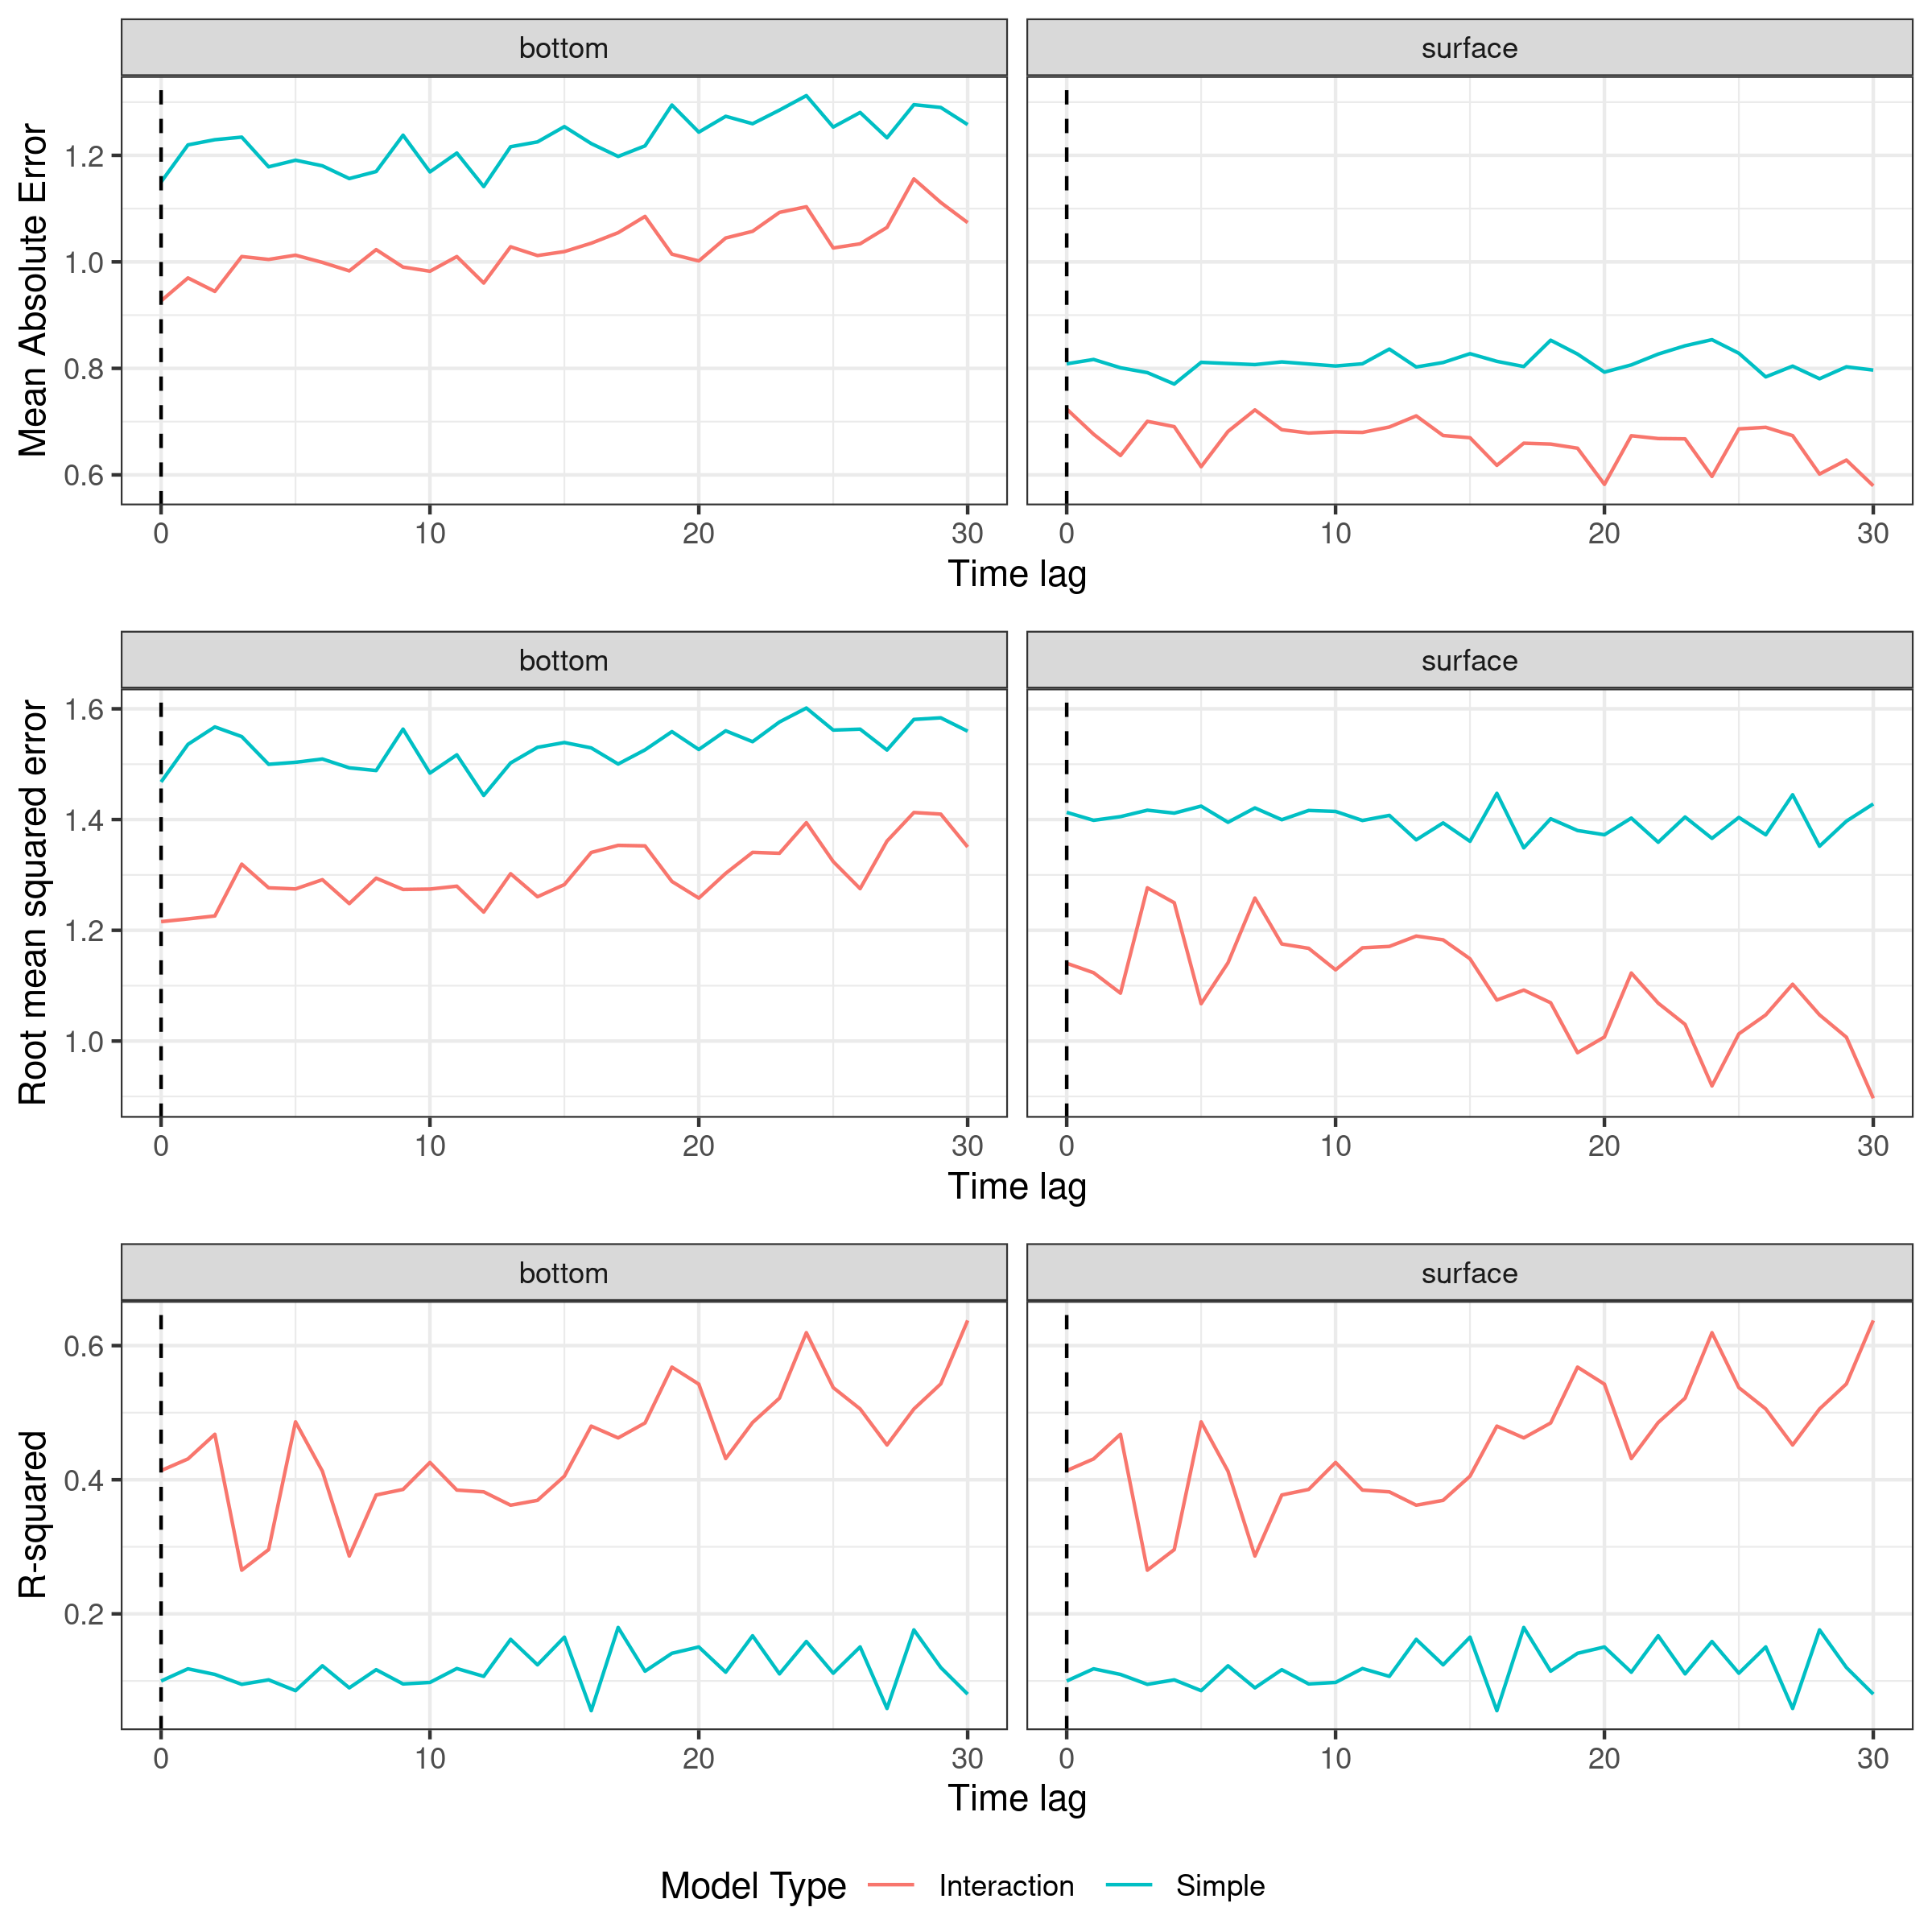 bottom surface
Mean Absolute Error
1.2
1.0
0.8
0.6
0 10 20 30 0 10 20 30
Time lag
bottom surface
Root mean squared error
1.6
1.4
1.2
1.0
0 10 20 30 0 10 20 30
Time lag
bottom surface
R-squared
0.6
0.4
0.2
0 10 20 30 0 10 20 30
Time lag
Model Type Interaction Simple